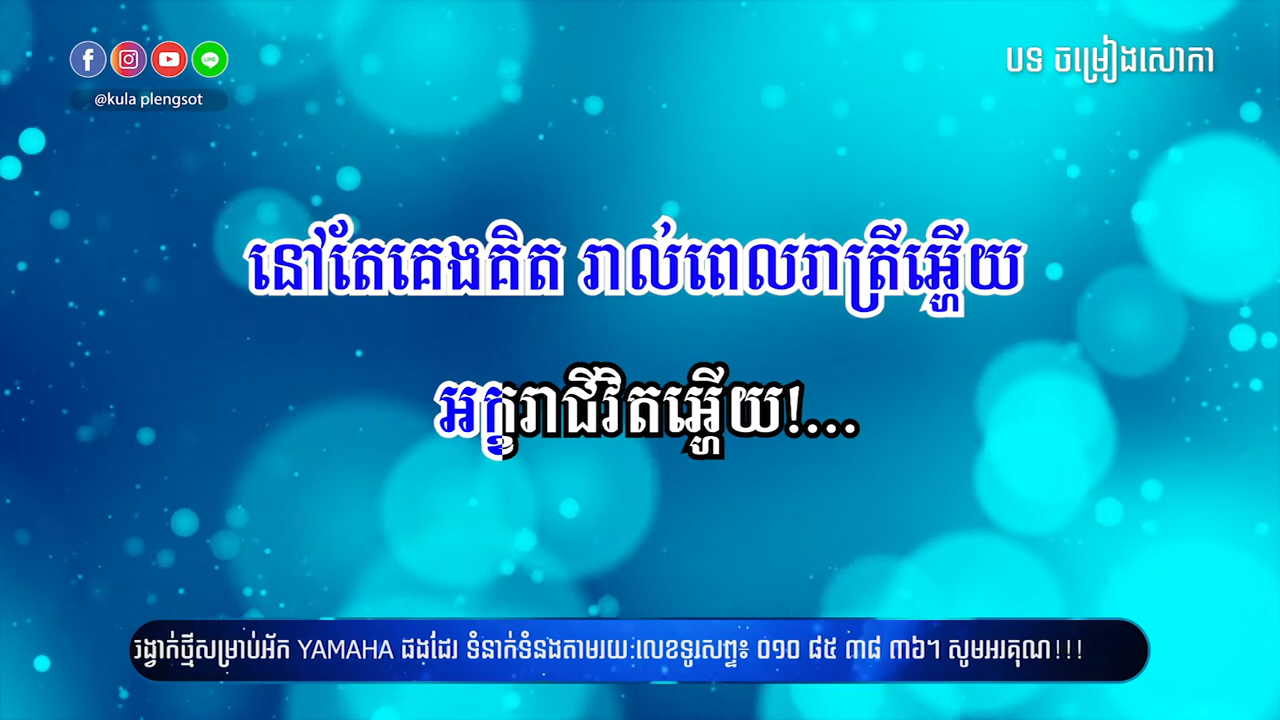 @kula plengsot
បទ ចម្រៀងសោកា
នៅតែគេងគិត រាល់ពេលរាត្រីអ្ហើយ
អក្ខរាជីវិតអ្ហើយ!...
ចង្វាក់ថ្មីសម្រាប់អ័ក YAMAHA ផងដែរ ទំនាក់ទំនងតាមរយៈលេខទូរសព្ទ៖ ០១០ ៨៥ ៣៨ ៣៦។ សូមអរគុណ!!!